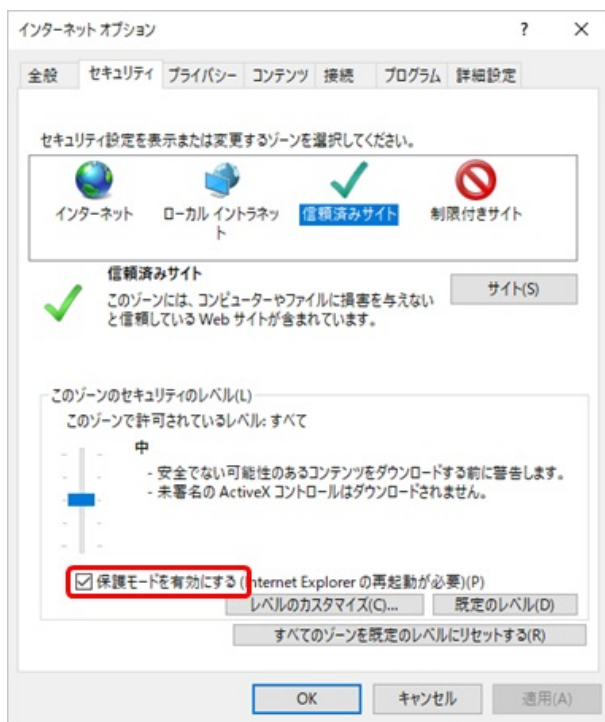 インターネット オプション
?
全般 セキュリティ プライバシー コンテンツ 接続 プログラム 詳細設定
セキュリティ設定を表示または変更するゾーンを選択してください。
インターネット
ローカル イントラネッ
ト
信頼済みサイト
制限付きサイト
信頼済みサイト
このゾーンには、コンピューターやファイルに損害を与えない
と信頼している Web サイトが含まれています。
サイト(S)
このゾーンのセキュリティのレベル(L)
このゾーンで許可されているレベル: すべて
中
- 安全でない可能性のあるコンテンツをダウンロードする前に警告します。
- 未署名の ActiveX コントロールはダウンロードされません。
保護モードを有効にする (Internet Explorer の再起動が必要)(P)
レベルのカスタマイズ(C)... 既定のレベル(D)
すべてのゾーンを既定のレベルにリセットする(R)
OK キャンセル 適用(A)